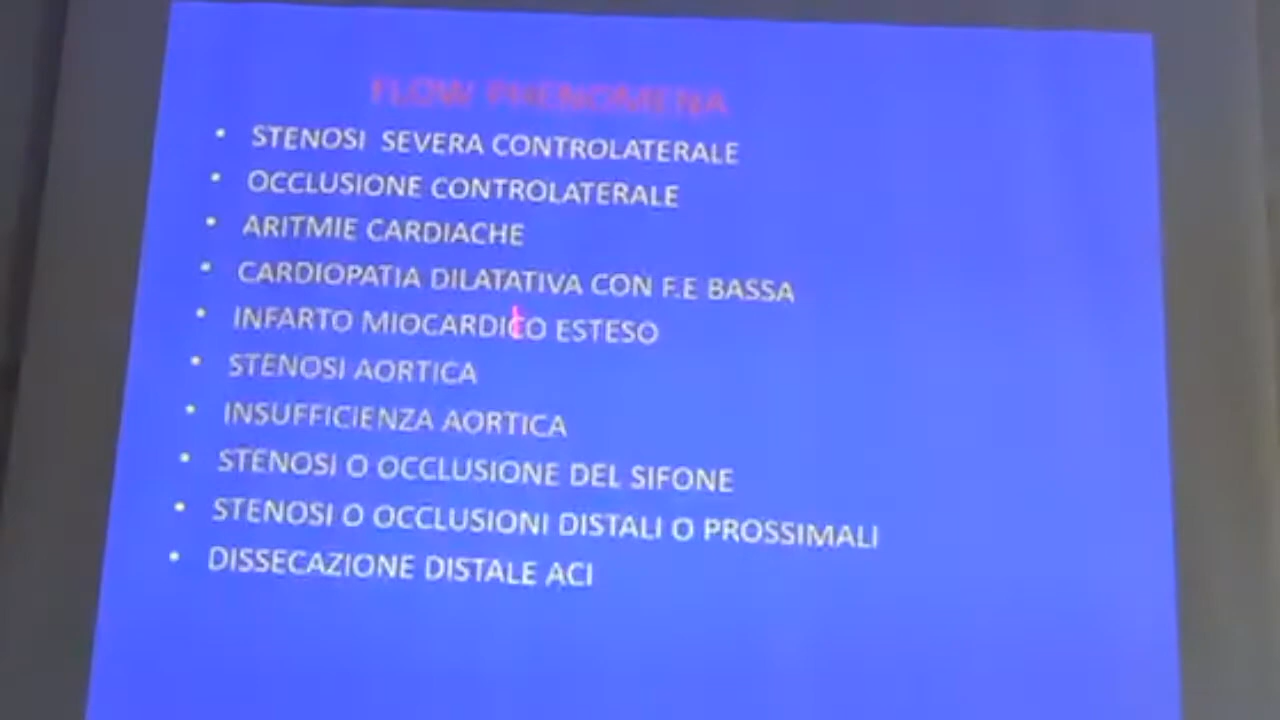 FLOW PHENOMENA
• STENOSI SEVERA CONTROLATERALE
• OCCLUSIONE CONTROLATERALE
• ARITMIE CARDIACHE
• CARDIOPATIA DILATATIVA CON F.E BASSA
• INFARTO MIOCARDICO ESTESO
• STENOSI AORTICA
• INSUFFICIENZA AORTICA
• STENOSI O OCCLUSIONE DEL SIFONE
• STENOSI O OCCLUSIONI DISTALI O PROSSIMALI
• DISSECAZIONE DISTALE ACI